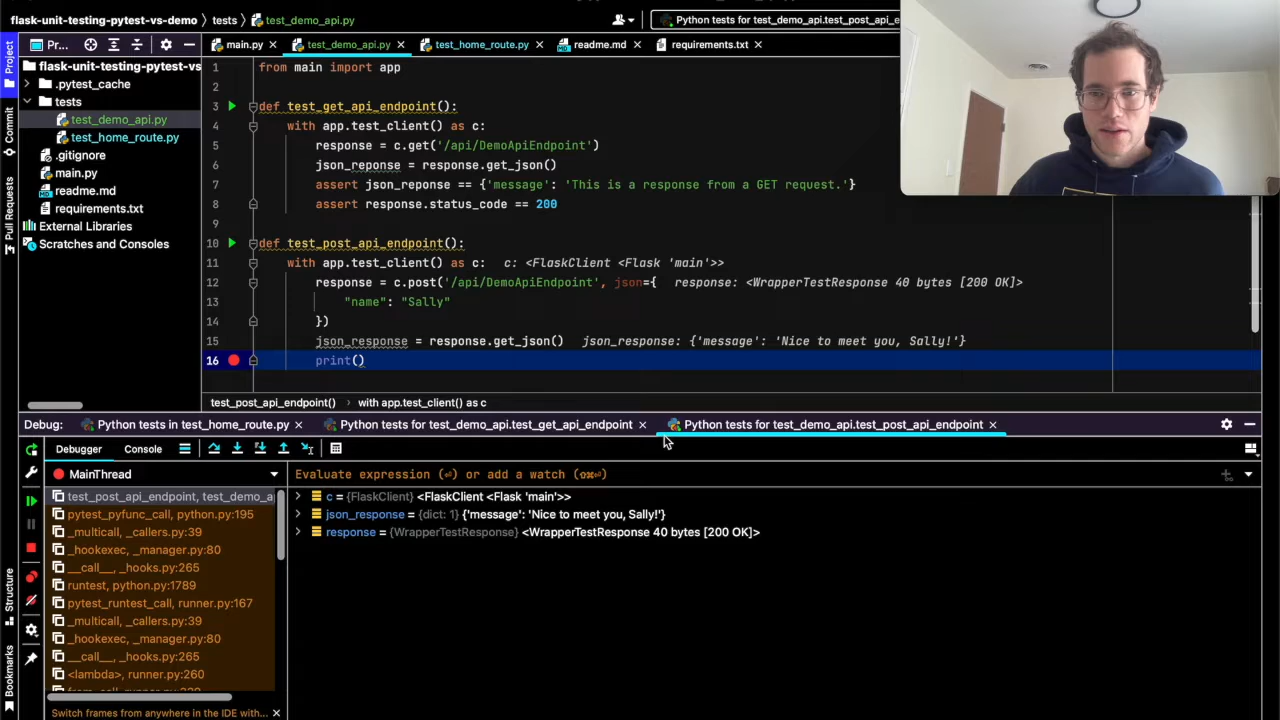 flask-unit-testing-pytest-vs-demo › tests › test_demo_api.py
Python tests for test_demo_api.test_post_api_e
Project
Commit
Pull Requests
Structure
Bookmarks
Pr...
flask-unit-testing-pytest-vs
.pytest_cache
tests
test_demo_api.py
test_home_route.py
.gitignore
main.py
readme.md
requirements.txt
External Libraries
Scratches and Consoles
main.py
test_demo_api.py
test_home_route.py
readme.md
requirements.txt
1 from main import app
2
3 def test_get_api_endpoint():
4 with app.test_client() as c:
5 response = c.get('/api/DemoApiEndpoint')
6 json_reponse = response.get_json()
7 assert json_reponse == {'message': 'This is a response from a GET request.'}
8 assert response.status_code == 200
9
10 def test_post_api_endpoint():
11 with app.test_client() as c: c: <FlaskClient <Flask 'main'>>
12 response = c.post('/api/DemoApiEndpoint', json={ response: <WrapperTestResponse 40 bytes [200 OK]>
13 "name": "Sally"
14 })
15 json_response = response.get_json() json_response: {'message': 'Nice to meet you, Sally!'}
16 print()
test_post_api_endpoint() › with app.test_client() as c
Debug: Python tests in test_home_route.py Python tests for test_demo_api.test_get_api_endpoint Python tests for test_demo_api.test_post_api_endpoint
Debugger Console
MainThread
test_post_api_endpoint, test_demo_a
pytest_pyfunc_call, python.py:195
_multicall, _callers.py:39
_hookexec, _manager.py:80
__call__, _hooks.py:265
runtest, python.py:1789
pytest_runtest_call, runner.py:167
_multicall, _callers.py:39
_hookexec, _manager.py:80
__call__, _hooks.py:265
<lambda>, runner.py:260
Switch frames from anywhere in the IDE with...
Evaluate expression (⏎) or add a watch (⇧⌘⏎)
c = {FlaskClient} <FlaskClient <Flask 'main'>>
json_response = {dict: 1} {'message': 'Nice to meet you, Sally!'}
response = {WrapperTestResponse} <WrapperTestResponse 40 bytes [200 OK]>